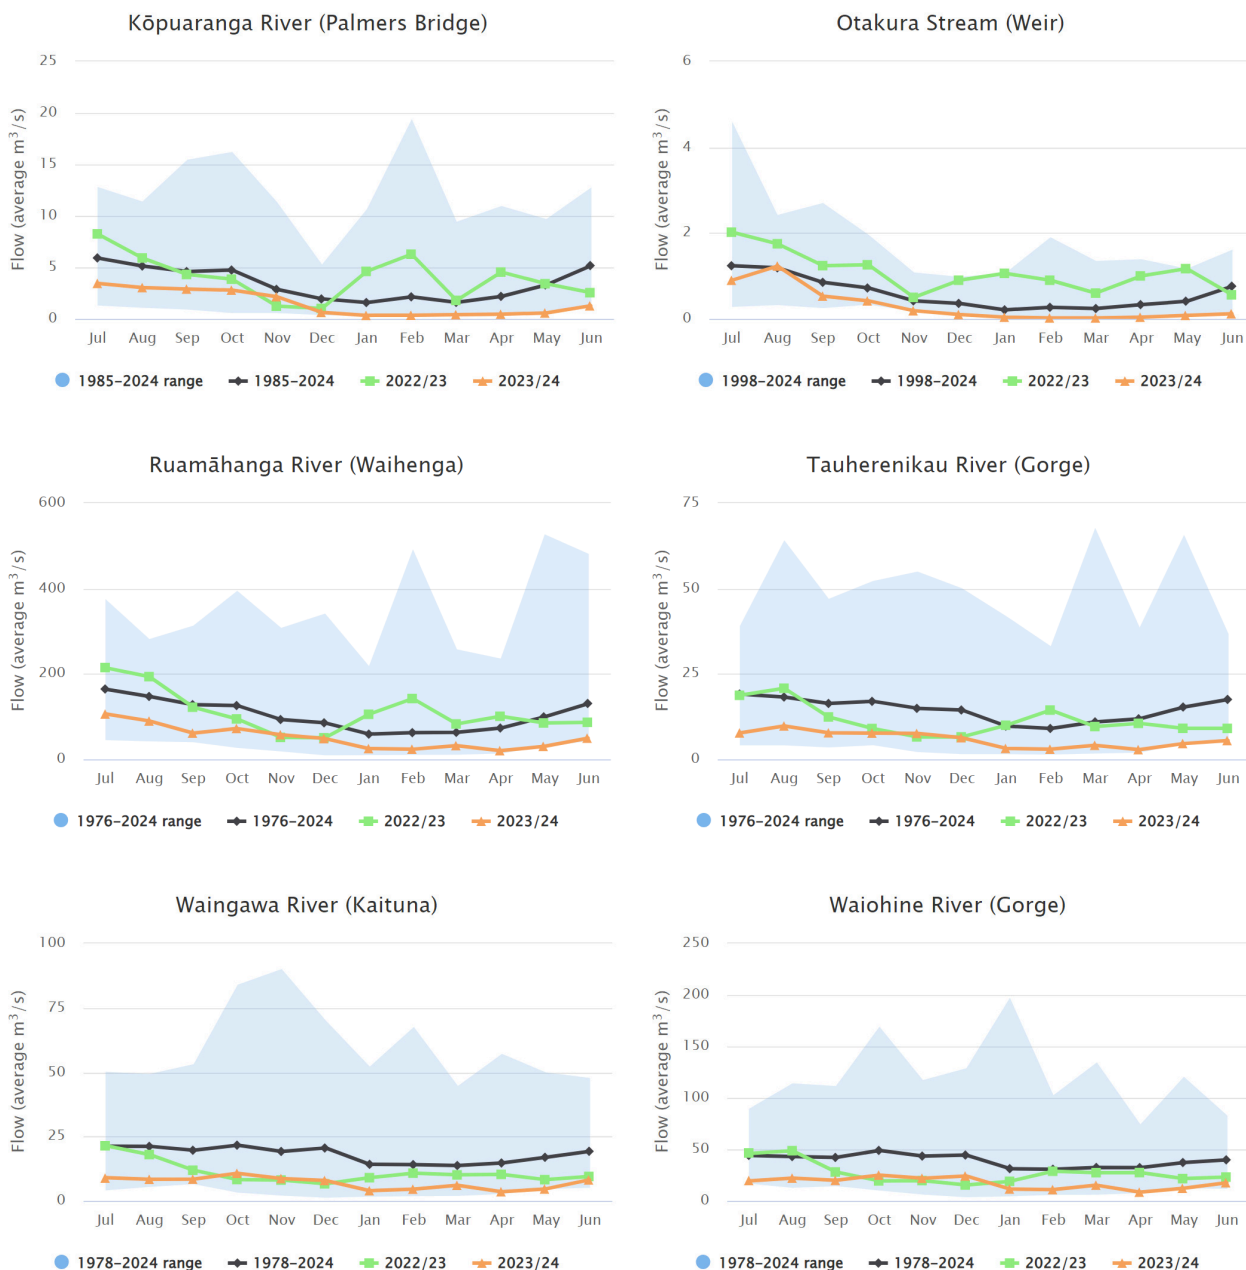 Kōpuaranga River (Palmers Bridge)
Flow (average m³/s)
25
20
15
10
5
0
Jul Aug Sep Oct Nov Dec Jan Feb Mar Apr May Jun
1985–2024 range 1985–2024 2022/23 2023/24
Otakura Stream (Weir)
Flow (average m³/s)
6
4
2
0
Jul Aug Sep Oct Nov Dec Jan Feb Mar Apr May Jun
1998–2024 range 1998–2024 2022/23 2023/24
Ruamāhanga River (Waihenga)
Flow (average m³/s)
600
400
200
0
Jul Aug Sep Oct Nov Dec Jan Feb Mar Apr May Jun
1976–2024 range 1976–2024 2022/23 2023/24
Tauherenikau River (Gorge)
Flow (average m³/s)
75
50
25
0
Jul Aug Sep Oct Nov Dec Jan Feb Mar Apr May Jun
1976–2024 range 1976–2024 2022/23 2023/24
Waingawa River (Kaituna)
Flow (average m³/s)
100
75
50
25
0
Jul Aug Sep Oct Nov Dec Jan Feb Mar Apr May Jun
1978–2024 range 1978–2024 2022/23 2023/24
Waiohine River (Gorge)
Flow (average m³/s)
250
200
150
100
50
0
Jul Aug Sep Oct Nov Dec Jan Feb Mar Apr May Jun
1978–2024 range 1978–2024 2022/23 2023/24